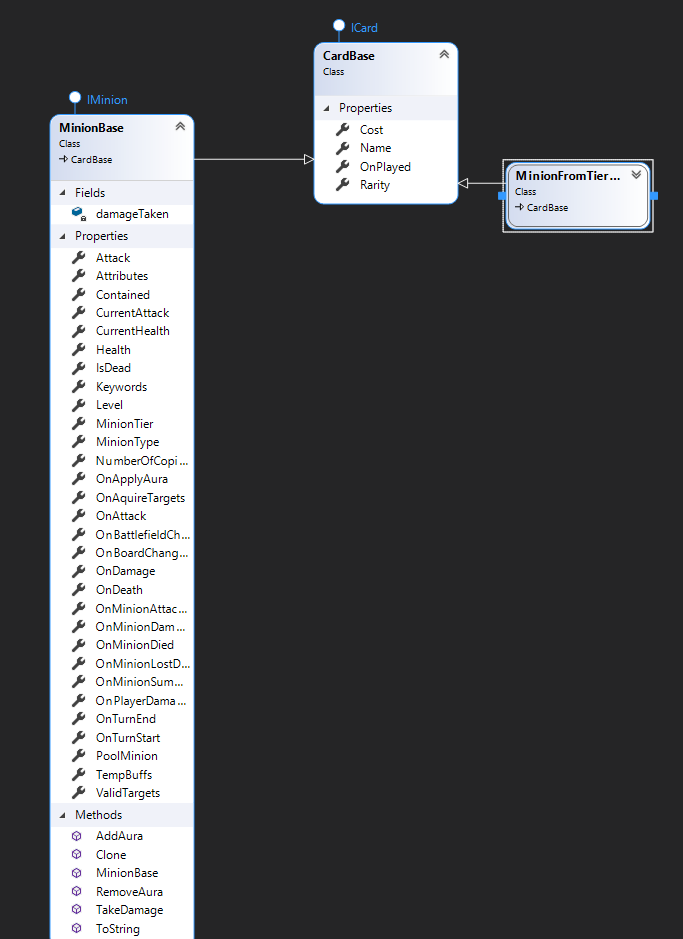 ICard
CardBase
Class
Properties
Cost
Name
OnPlayed
Rarity
IMinion
MinionBase
Class
CardBase
Fields
damageTaken
Properties
Attack
Attributes
Contained
CurrentAttack
CurrentHealth
Health
IsDead
Keywords
Level
MinionTier
MinionType
NumberOfCopi...
OnApplyAura
OnAquireTargets
OnAttack
OnBattlefieldCh...
OnBoardChang...
OnDamage
OnDeath
OnMinionAttac...
OnMinionDam...
OnMinionDied
OnMinionLostD...
OnMinionSum...
OnPlayerDama...
OnTurnEnd
OnTurnStart
PoolMinion
TempBuffs
ValidTargets
Methods
AddAura
Clone
MinionBase
RemoveAura
TakeDamage
ToString
MinionFromTier...
Class
CardBase